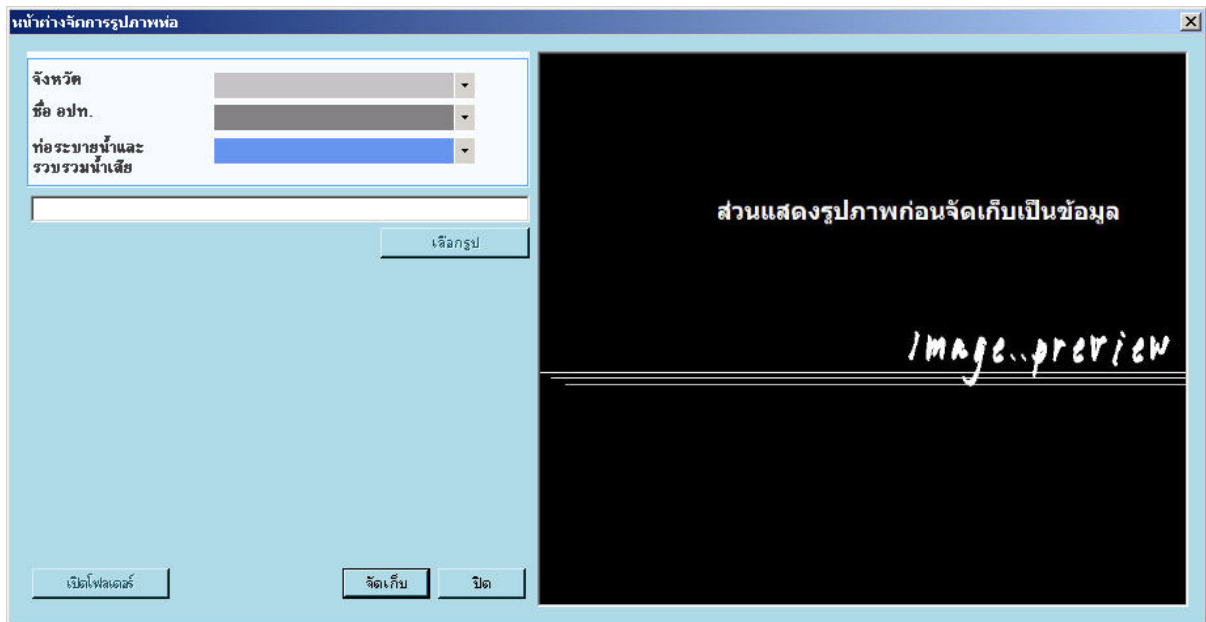 หน้าต่างจัดการรูปภาพท่อ
จังหวัด
ชื่อ อปท.
ท่อระบายน้ำและ
รวบรวมน้ำเสีย
เลือกรูป
ส่วนแสดงรูปภาพก่อนจัดเก็บเป็นข้อมูล
Image..preview
เปิดโฟลเดอร์
จัดเก็บ
ปิด